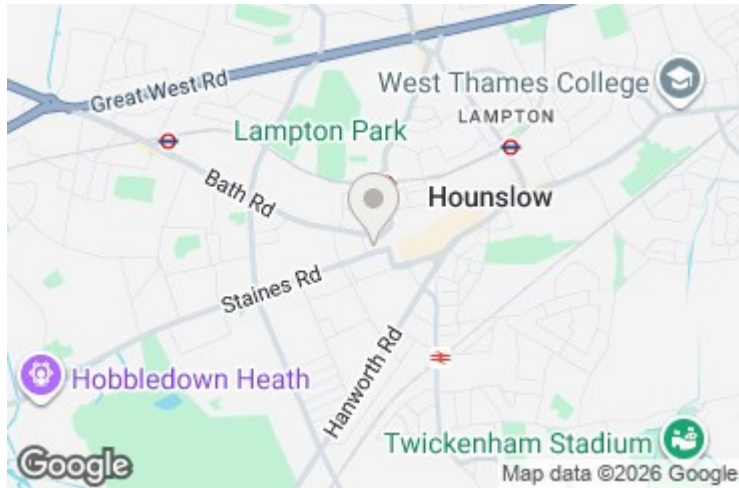 Great West Rd
West Thames College
LAMPTON
Lampton Park
Bath Rd
Hounslow
Staines Rd
Hanworth Rd
Hobbledown Heath
Twickenham Stadium
Google
Map data ©2026 Google